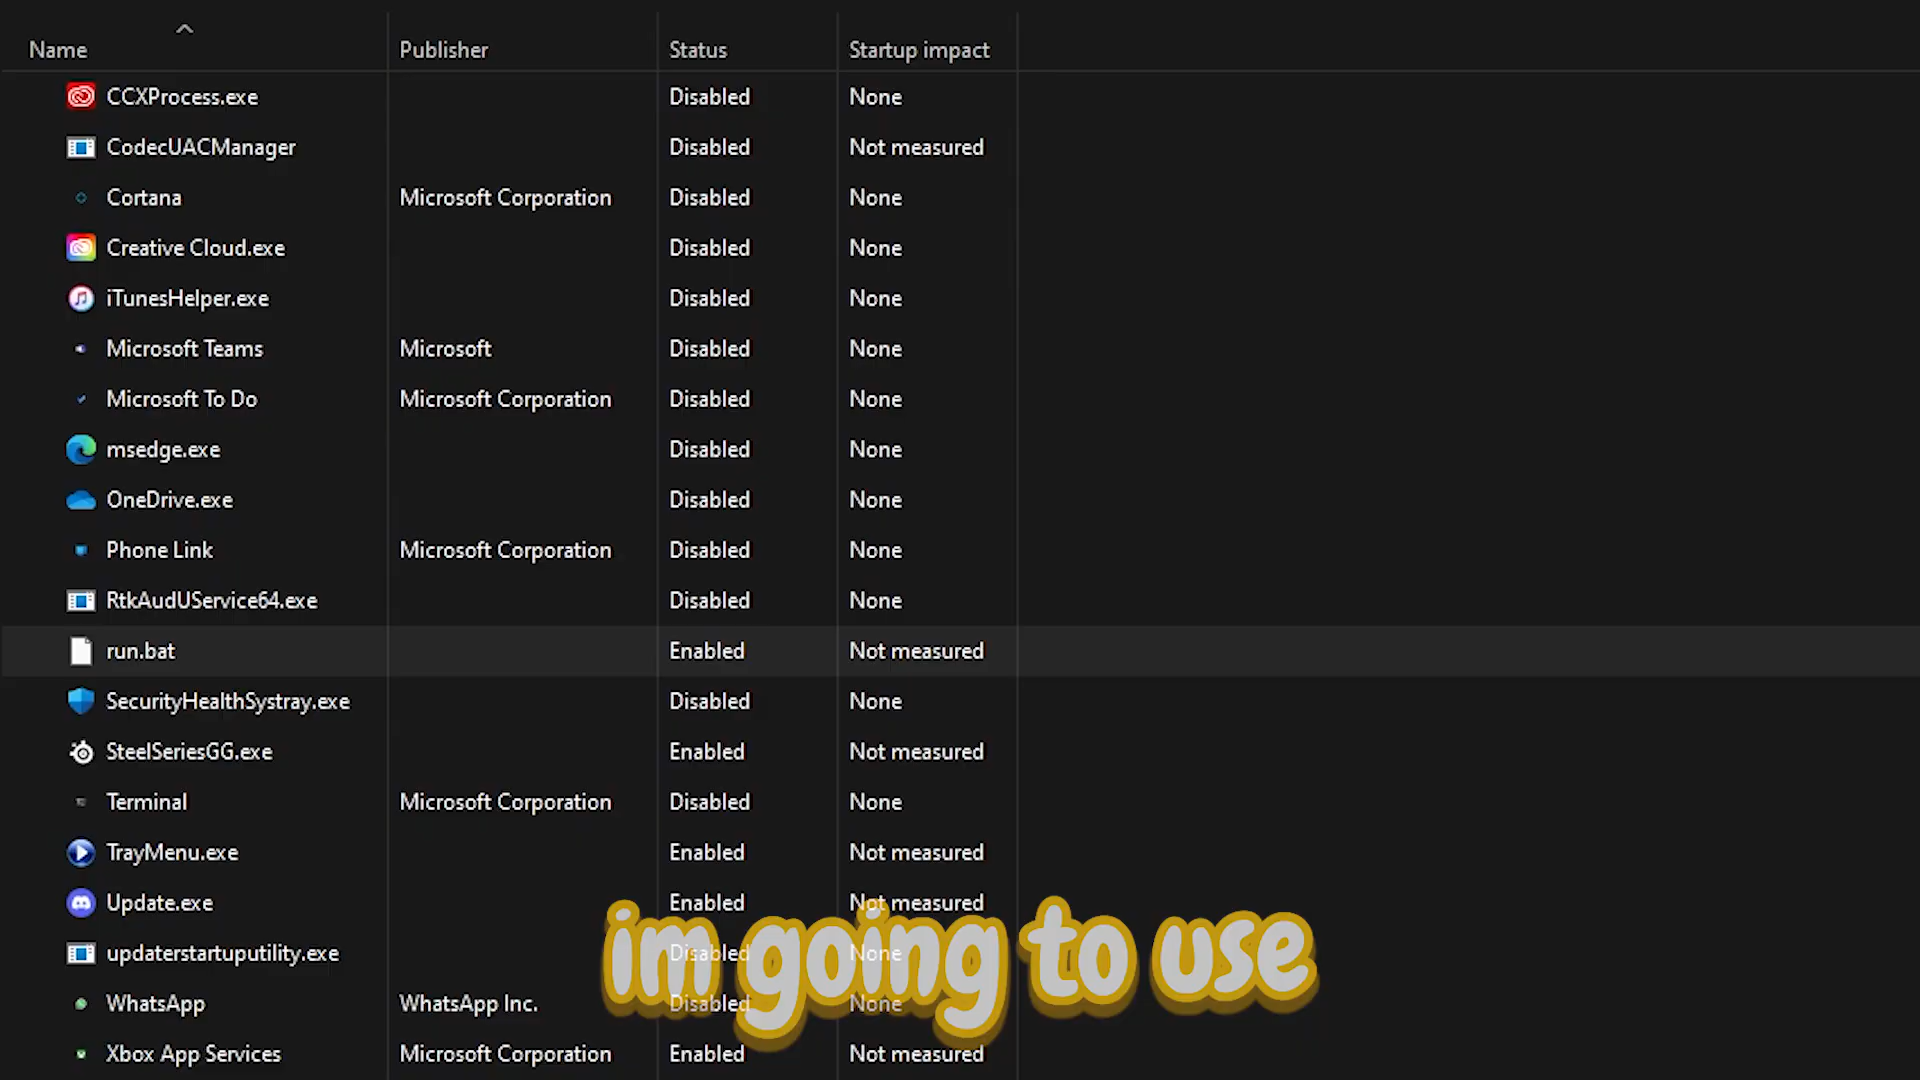 Name Publisher Status Startup impact
CCXProcess.exe Disabled None
CodecUACManager Disabled Not measured
Cortana Microsoft Corporation Disabled None
Creative Cloud.exe Disabled None
iTunesHelper.exe Disabled None
Microsoft Teams Microsoft Disabled None
Microsoft To Do Microsoft Corporation Disabled None
msedge.exe Disabled None
OneDrive.exe Disabled None
Phone Link Microsoft Corporation Disabled None
RtkAudUService64.exe Disabled None
run.bat Enabled Not measured
SecurityHealthSystray.exe Disabled None
SteelSeriesGG.exe Enabled Not measured
Terminal Microsoft Corporation Disabled None
TrayMenu.exe Enabled Not measured
Update.exe Enabled Not measured
updaterstartuputility.exe Disabled None
WhatsApp WhatsApp Inc. Disabled None
Xbox App Services Microsoft Corporation Enabled Not measured
im going to use